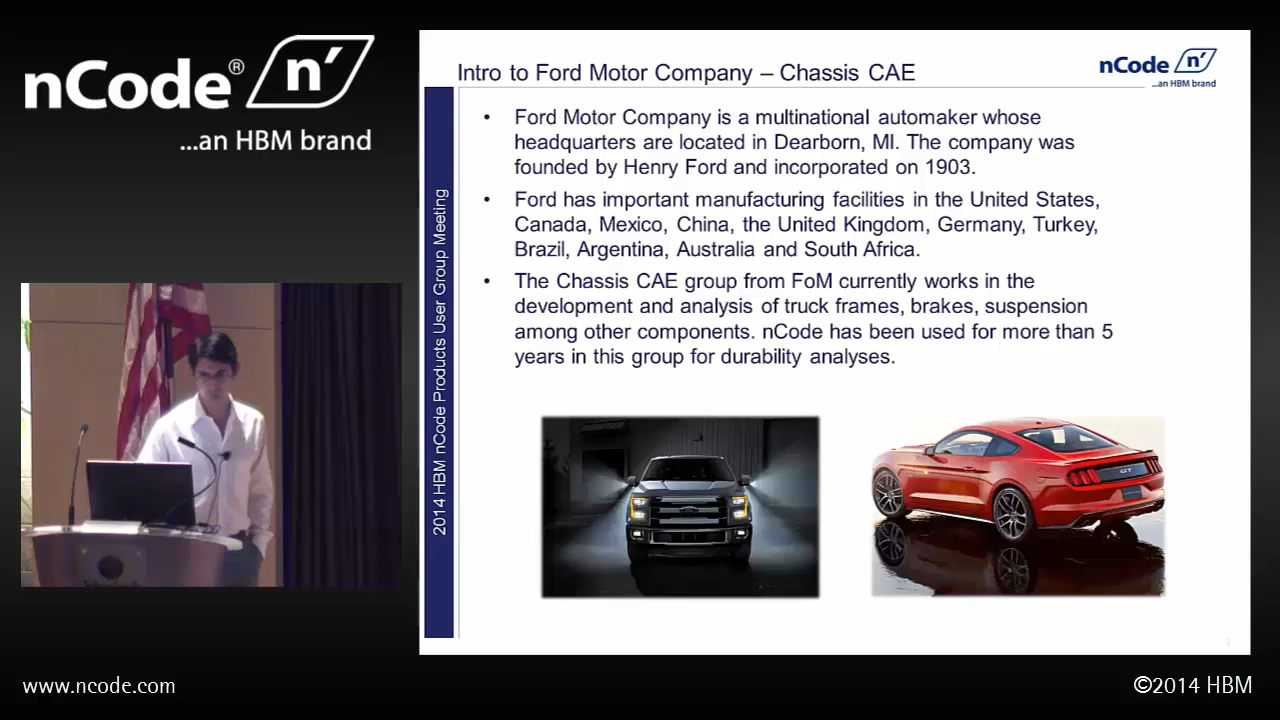 nCode® n'
...an HBM brand
Intro to Ford Motor Company – Chassis CAE
nCode n'
...an HBM brand
2014 HBM nCode Products User Group Meeting
• Ford Motor Company is a multinational automaker whose
headquarters are located in Dearborn, MI. The company was
founded by Henry Ford and incorporated on 1903.
• Ford has important manufacturing facilities in the United States,
Canada, Mexico, China, the United Kingdom, Germany, Turkey,
Brazil, Argentina, Australia and South Africa.
• The Chassis CAE group from FoM currently works in the
development and analysis of truck frames, brakes, suspension
among other components. nCode has been used for more than 5
years in this group for durability analyses.
GT
www.ncode.com
©2014 HBM